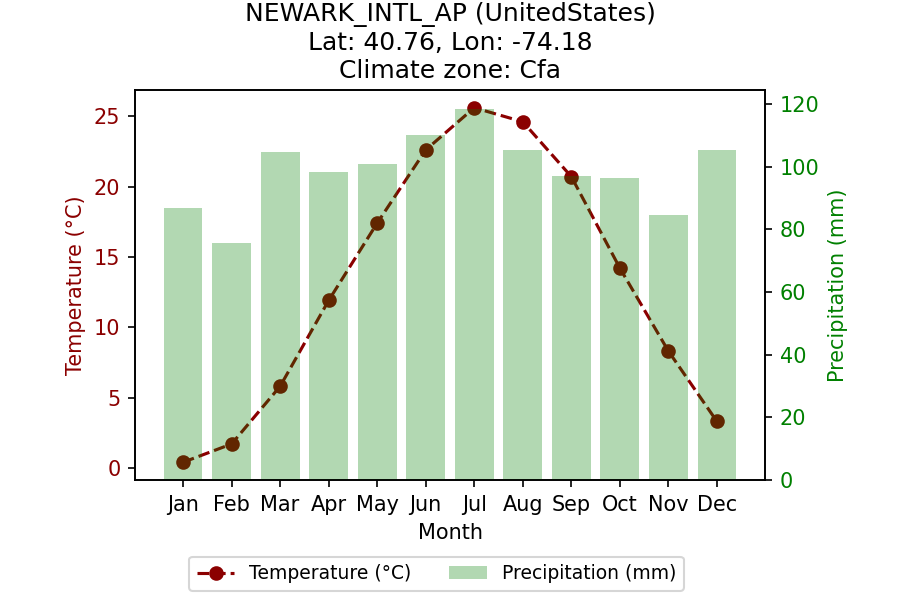 NEWARK_INTL_AP (UnitedStates)
Lat: 40.76, Lon: -74.18
Climate zone: Cfa
Temperature (°C)
25
20
15
10
5
0
120
100
80
60
40
20
0
Precipitation (mm)
Jan Feb Mar Apr May Jun Jul Aug Sep Oct Nov Dec
Month
Temperature (°C) Precipitation (mm)